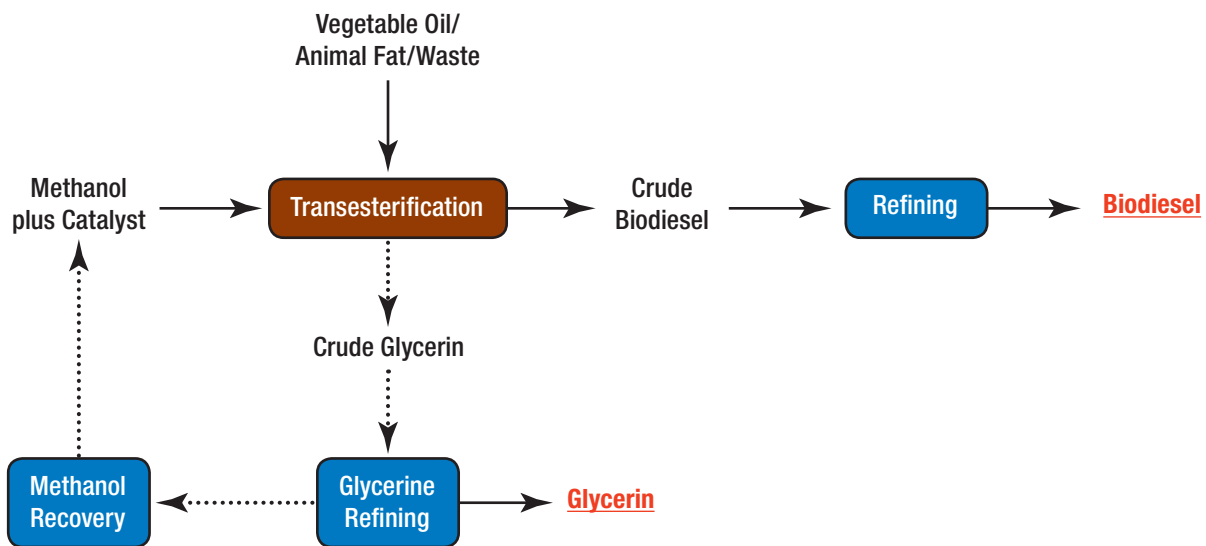 Vegetable Oil/
Animal Fat/Waste
Methanol
plus Catalyst
Transesterification
Crude
Biodiesel
Refining
Biodiesel
Crude Glycerin
Methanol
Recovery
Glycerine
Refining
Glycerin